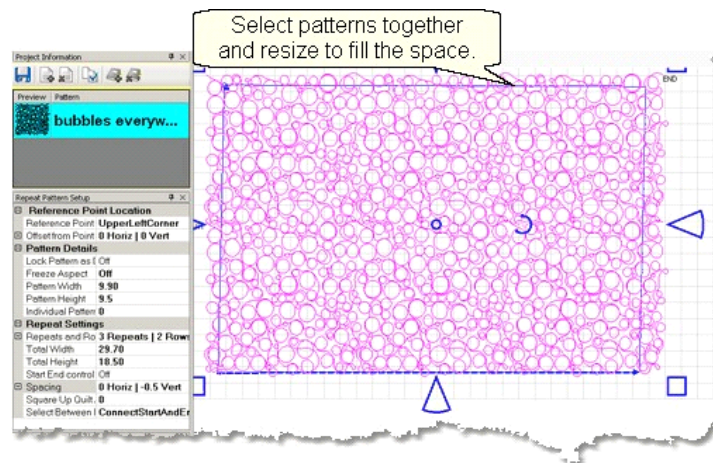 Select patterns together
and resize to fill the space.
Project Information
END
Preview Pattern
bubbles everyw...
Repeat Pattern Setup
Reference Point Location
Reference Point UpperLeftCorner
Offset from Point 0 Horiz | 0 Vert
Pattern Details
Lock Pattern as Off
Freeze Aspect Off
Pattern Width 9.90
Pattern Height 9.5
Individual Pattern 0
Repeat Settings
Repeats and Ro 3 Repeats | 2 Rows
Total Width 29.70
Total Height 18.50
Start End control Off
Spacing 0 Horiz | -0.5 Vert
Square Up Quilt. 0
Select Between ConnectStartAndEn